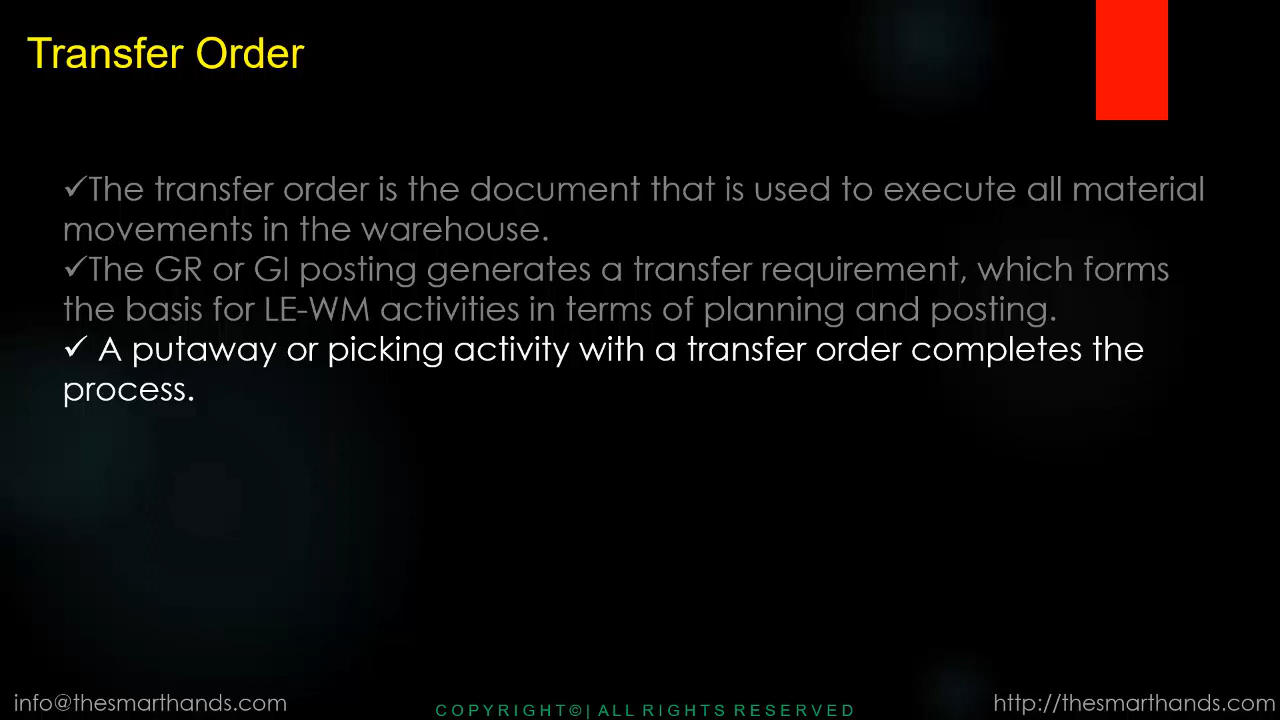 Transfer Order
✓The transfer order is the document that is used to execute all material
movements in the warehouse.
✓The GR or GI posting generates a transfer requirement, which forms
the basis for LE-WM activities in terms of planning and posting.
✓ A putaway or picking activity with a transfer order completes the
process.
info@thesmarthands.com
COPYRIGHT©| ALL RIGHTS RESERVED
http://thesmarthands.com